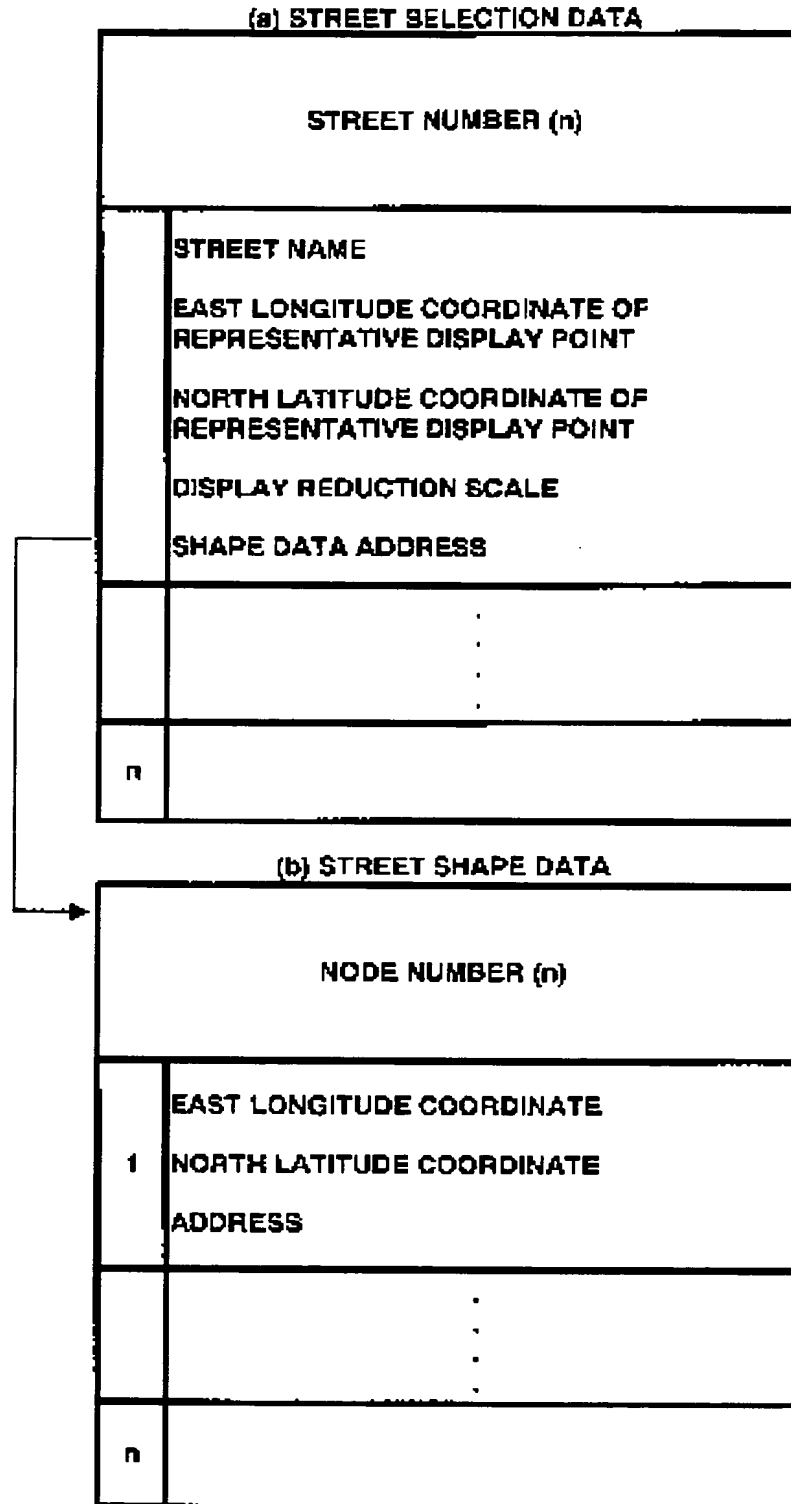 (a) STREET SELECTION DATA
STREET NUMBER (n)
STREET NAME
EAST LONGITUDE COORDINATE OF
REPRESENTATIVE DISPLAY POINT
NORTH LATITUDE COORDINATE OF
REPRESENTATIVE DISPLAY POINT
DISPLAY REDUCTION SCALE
SHAPE DATA ADDRESS
n
(b) STREET SHAPE DATA
NODE NUMBER (n)
EAST LONGITUDE COORDINATE
1 NORTH LATITUDE COORDINATE
ADDRESS
n